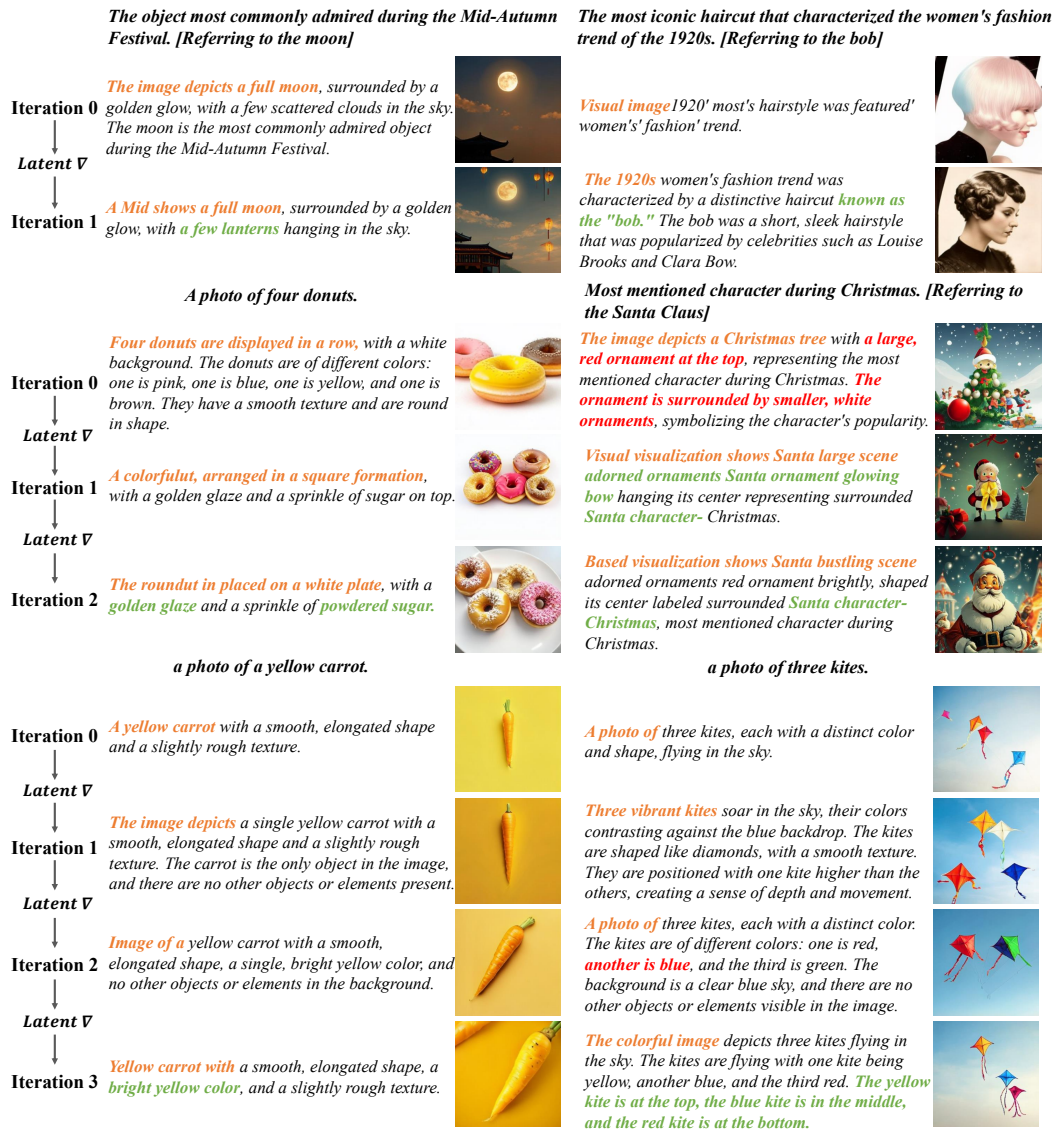 The object most commonly admired during the Mid-Autumn
Festival. [Referring to the moon]
Iteration 0
The image depicts a full moon, surrounded by a
golden glow, with a few scattered clouds in the sky.
The moon is the most commonly admired object
during the Mid-Autumn Festival.
Latent ∇
Iteration 1
A Mid shows a full moon, surrounded by a golden
glow, with a few lanterns hanging in the sky.
The most iconic haircut that characterized the women's fashion
trend of the 1920s. [Referring to the bob]
Visual image1920' most's hairstyle was featured'
women's' fashion' trend.
The 1920s women's fashion trend was
characterized by a distinctive haircut known as
the "bob." The bob was a short, sleek hairstyle
that was popularized by celebrities such as Louise
Brooks and Clara Bow.
A photo of four donuts.
Iteration 0
Four donuts are displayed in a row, with a white
background. The donuts are of different colors:
one is pink, one is blue, one is yellow, and one is
brown. They have a smooth texture and are round
in shape.
Latent ∇
Iteration 1
A colorfulut, arranged in a square formation,
with a golden glaze and a sprinkle of sugar on top.
Latent ∇
Iteration 2
The roundut in placed on a white plate, with a
golden glaze and a sprinkle of powdered sugar.
Most mentioned character during Christmas. [Referring to
the Santa Claus]
The image depicts a Christmas tree with a large,
red ornament at the top, representing the most
mentioned character during Christmas. The
ornament is surrounded by smaller, white
ornaments, symbolizing the character's popularity.
Visual visualization shows Santa large scene
adorned ornaments Santa ornament glowing
bow hanging its center representing surrounded
Santa character- Christmas.
Based visualization shows Santa bustling scene
adorned ornaments red ornament brightly, shaped
its center labeled surrounded Santa character-
Christmas, most mentioned character during
Christmas.
a photo of a yellow carrot.
Iteration 0
A yellow carrot with a smooth, elongated shape
and a slightly rough texture.
Latent ∇
Iteration 1
The image depicts a single yellow carrot with a
smooth, elongated shape and a slightly rough
texture. The carrot is the only object in the image,
and there are no other objects or elements present.
Latent ∇
Iteration 2
Image of a yellow carrot with a smooth,
elongated shape, a single, bright yellow color, and
no other objects or elements in the background.
Latent ∇
Iteration 3
Yellow carrot with a smooth, elongated shape, a
bright yellow color, and a slightly rough texture.
a photo of three kites.
A photo of three kites, each with a distinct color
and shape, flying in the sky.
Three vibrant kites soar in the sky, their colors
contrasting against the blue backdrop. The kites
are shaped like diamonds, with a smooth texture.
They are positioned with one kite higher than the
others, creating a sense of depth and movement.
A photo of three kites, each with a distinct color.
The kites are of different colors: one is red,
another is blue, and the third is green. The
background is a clear blue sky, and there are no
other objects or elements visible in the image.
The colorful image depicts three kites flying in
the sky. The kites are flying with one kite being
yellow, another blue, and the third red. The yellow
kite is at the top, the blue kite is in the middle,
and the red kite is at the bottom.